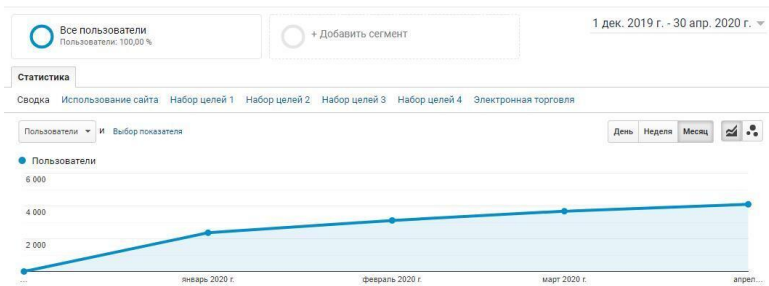 Все пользователи
Пользователи: 100,00 %
+ Добавить сегмент
1 дек. 2019 г. - 30 апр. 2020 г.
Статистика
Сводка Использование сайта Набор целей 1 Набор целей 2 Набор целей 3 Набор целей 4 Электронная торговля
Пользователи и Выбор показателя
День Неделя Месяц
Пользователи
6 000
4 000
2 000
... январь 2020 г. февраль 2020 г. март 2020 г. апрел...